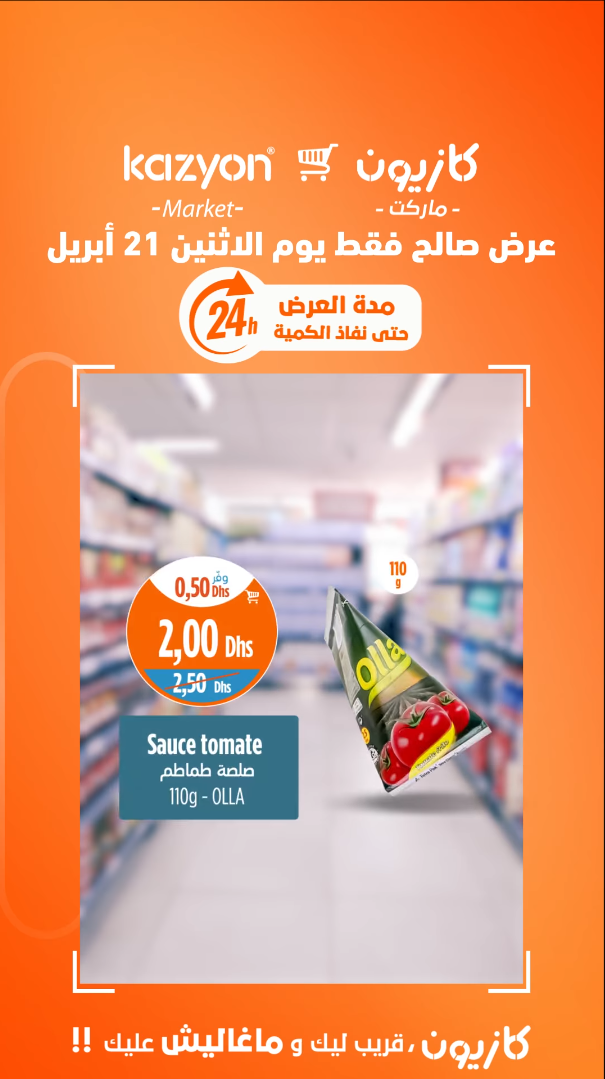 kazyon® كازيون
-Market- - ماركت -
عرض صالح فقط يوم الاثنين 21 أبريل
24h
مدة العرض
حتى نفاذ الكمية
وفّر
0,50 Dhs
2,00 Dhs
2,50 Dhs
110
g
Olla
Sauce tomate
صلصة طماطم
110g - OLLA
كازيون، قريب ليك و ماغاليش عليك !!